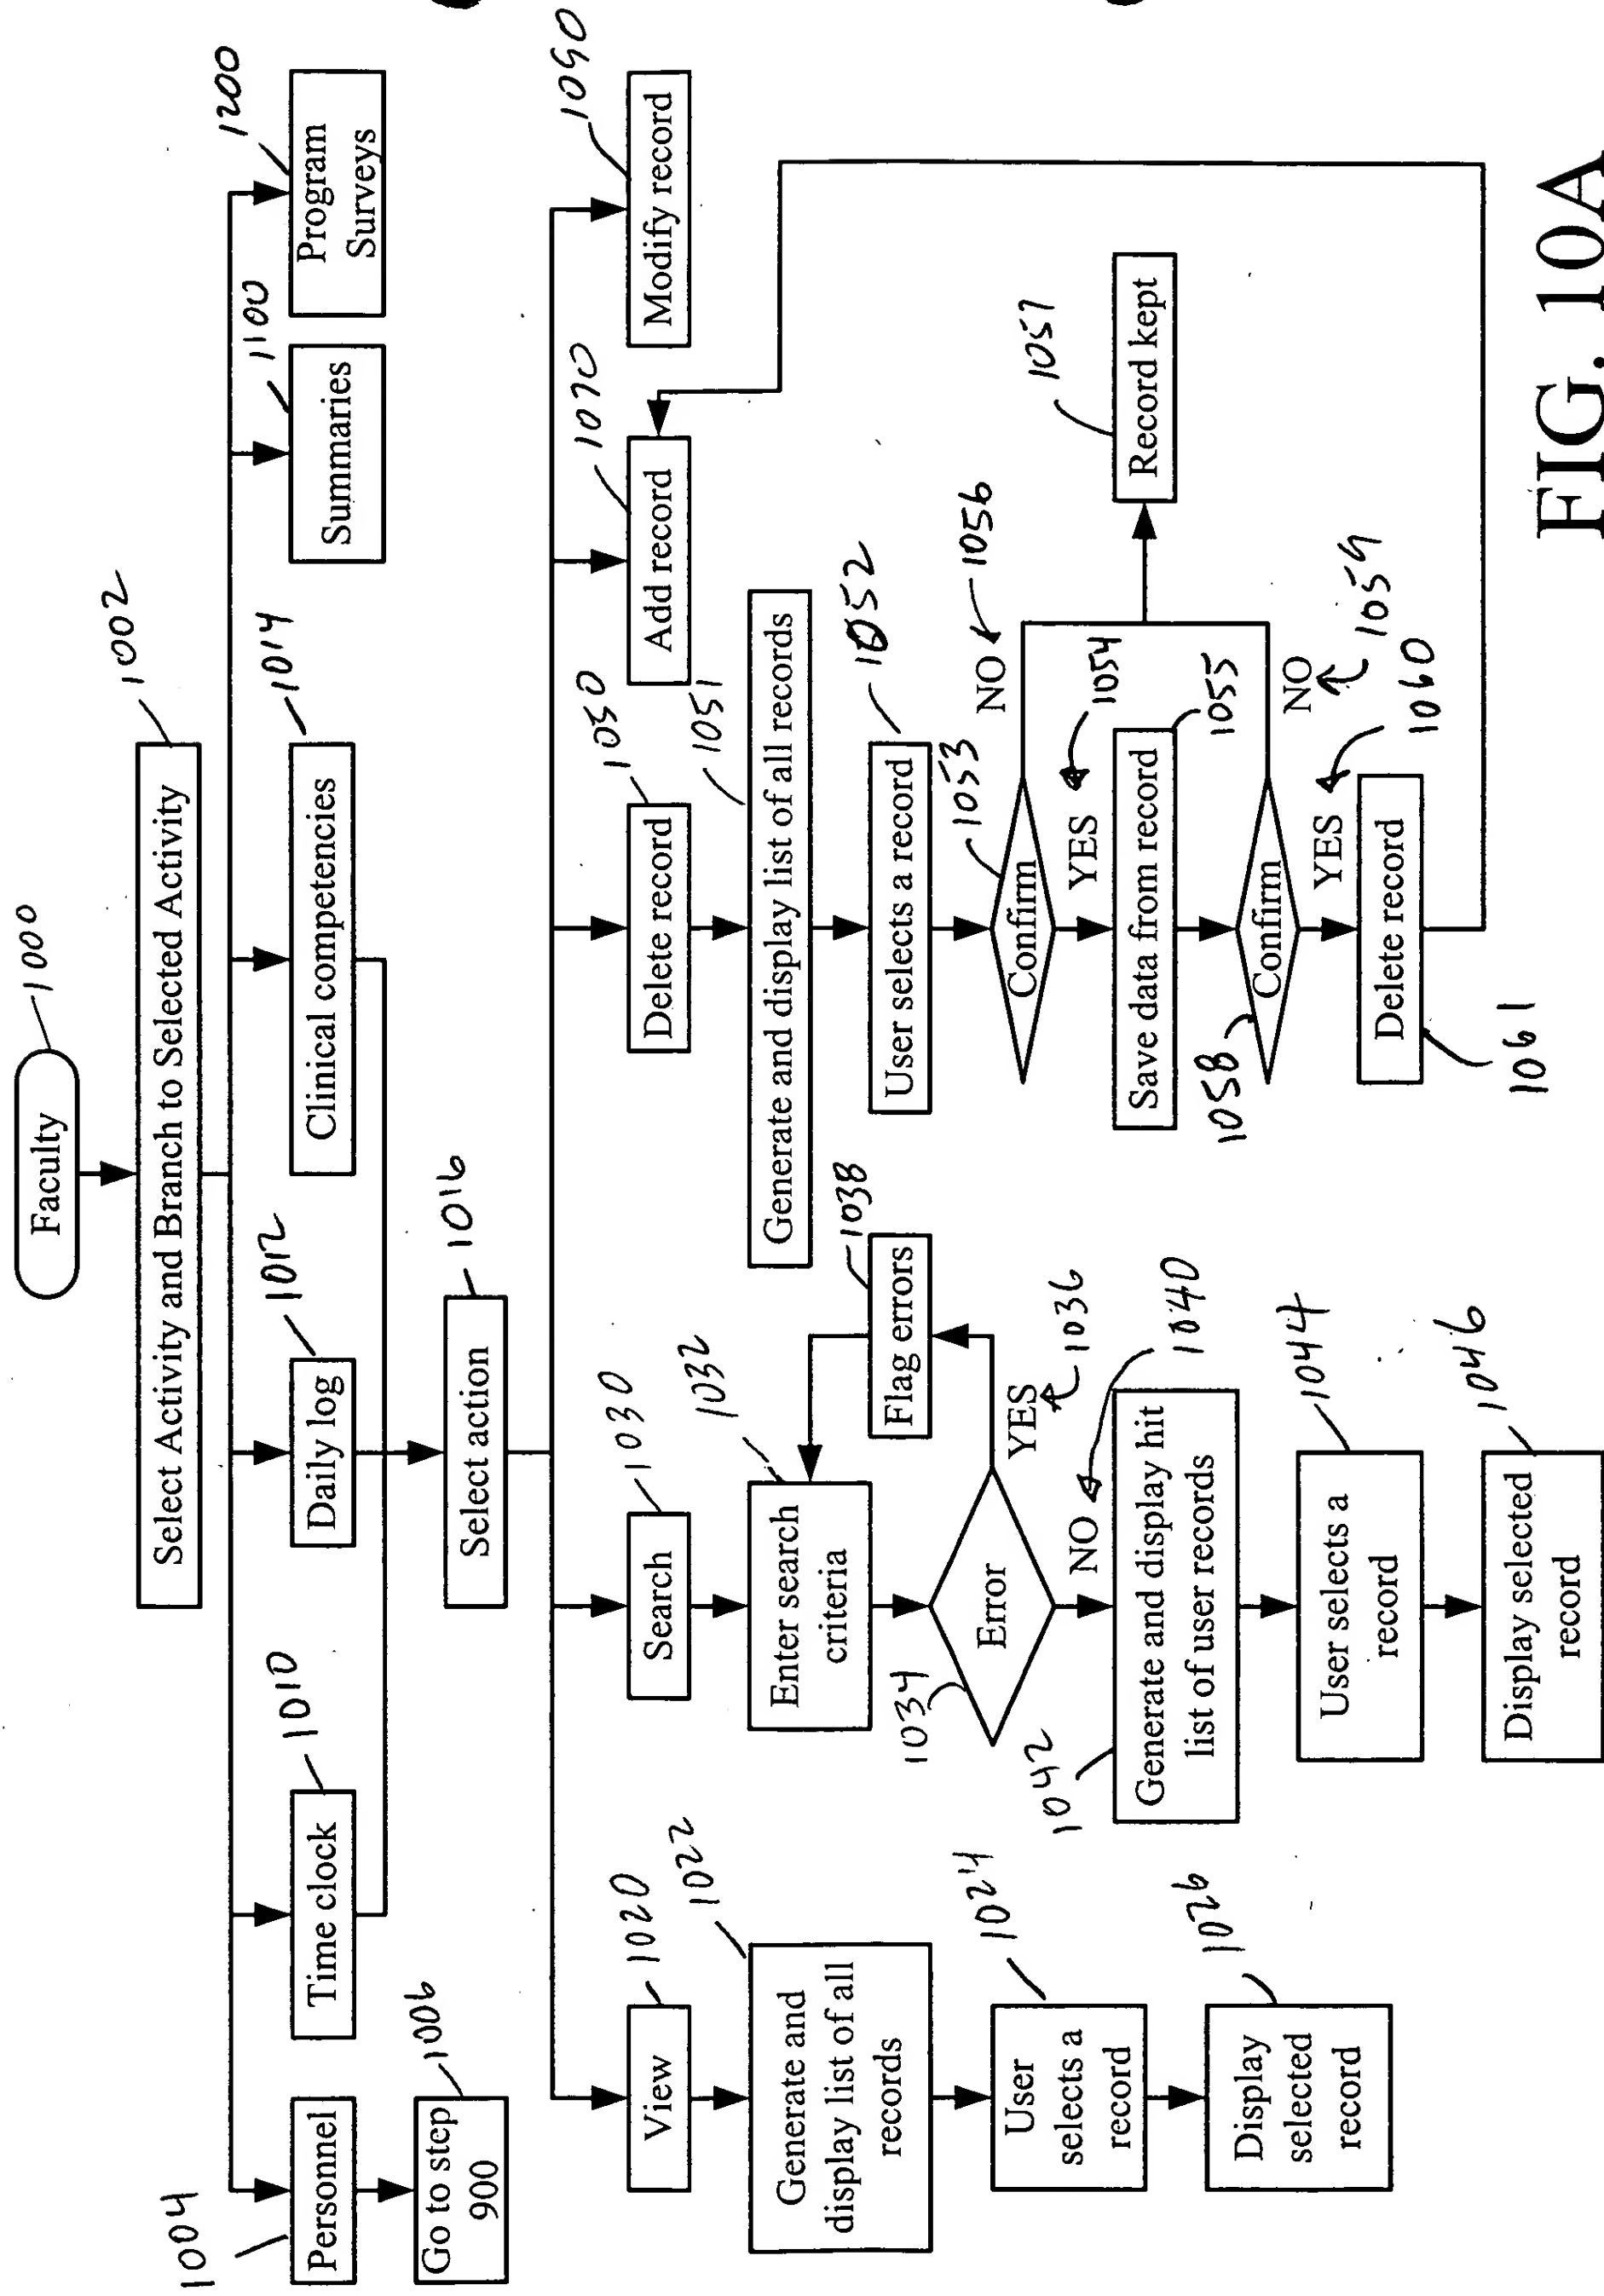 Faculty
1000
Select Activity and Branch to Selected Activity
1002
Personnel
1004
Go to step
900
1006
Time clock
1010
Daily log
1012
Clinical competencies
1014
Summaries
1100
Program
Surveys
1200
Select action
1016
View
1020
Generate and
display list of all
records
1022
User
selects a
record
1024
Display
selected
record
1026
Search
1030
Enter search
criteria
1032
Error
1034
YES
1036
Flag errors
1038
NO
1040
Generate and display hit
list of user records
1042
User selects a
record
1044
Display selected
record
1046
Delete record
1050
Generate and display list of all records
1051
User selects a record
1052
Confirm
1053
YES
1054
Save data from record
1055
NO
1056
Record kept
1057
Confirm
1058
NO
1059
YES
1060
Delete record
1061
Add record
1070
Modify record
1090
FIG. 10A